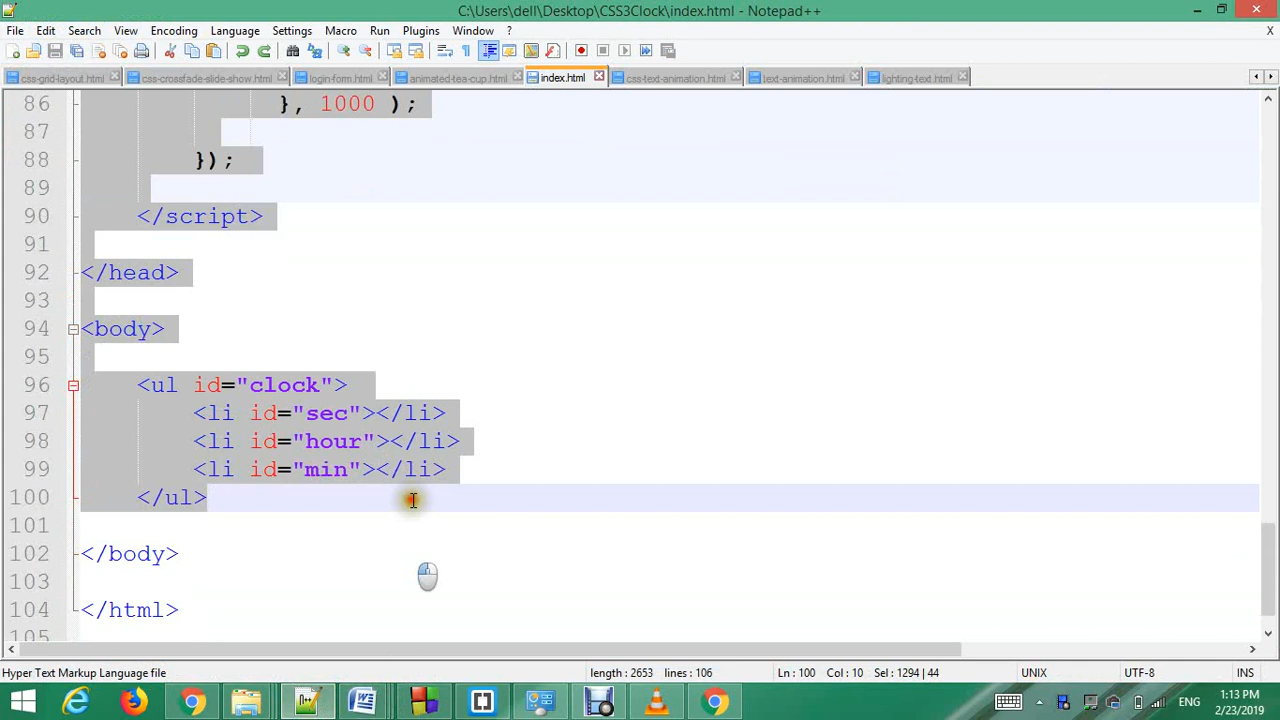 C:\Users\dell\Desktop\CSS3Clock\index.html - Notepad++
File Edit Search View Encoding Language Settings Macro Run Plugins Window ? X
css-grid-layout.html css-crossfade-slide-show.html login-form.html animated-tea-cup.html index.html css-text-animation.html text-animation.html lighting-text.html
86 }, 1000 );
87
88 });
89
90 </script>
91
92 </head>
93
94 <body>
95
96 <ul id="clock">
97 <li id="sec"></li>
98 <li id="hour"></li>
99 <li id="min"></li>
100 </ul>
101
102 </body>
103
104 </html>
105
Hyper Text Markup Language file length : 2653 lines : 106 Ln : 100 Col : 10 Sel : 1294 | 44 UNIX UTF-8 INS
ENG 1:13 PM
2/23/2019